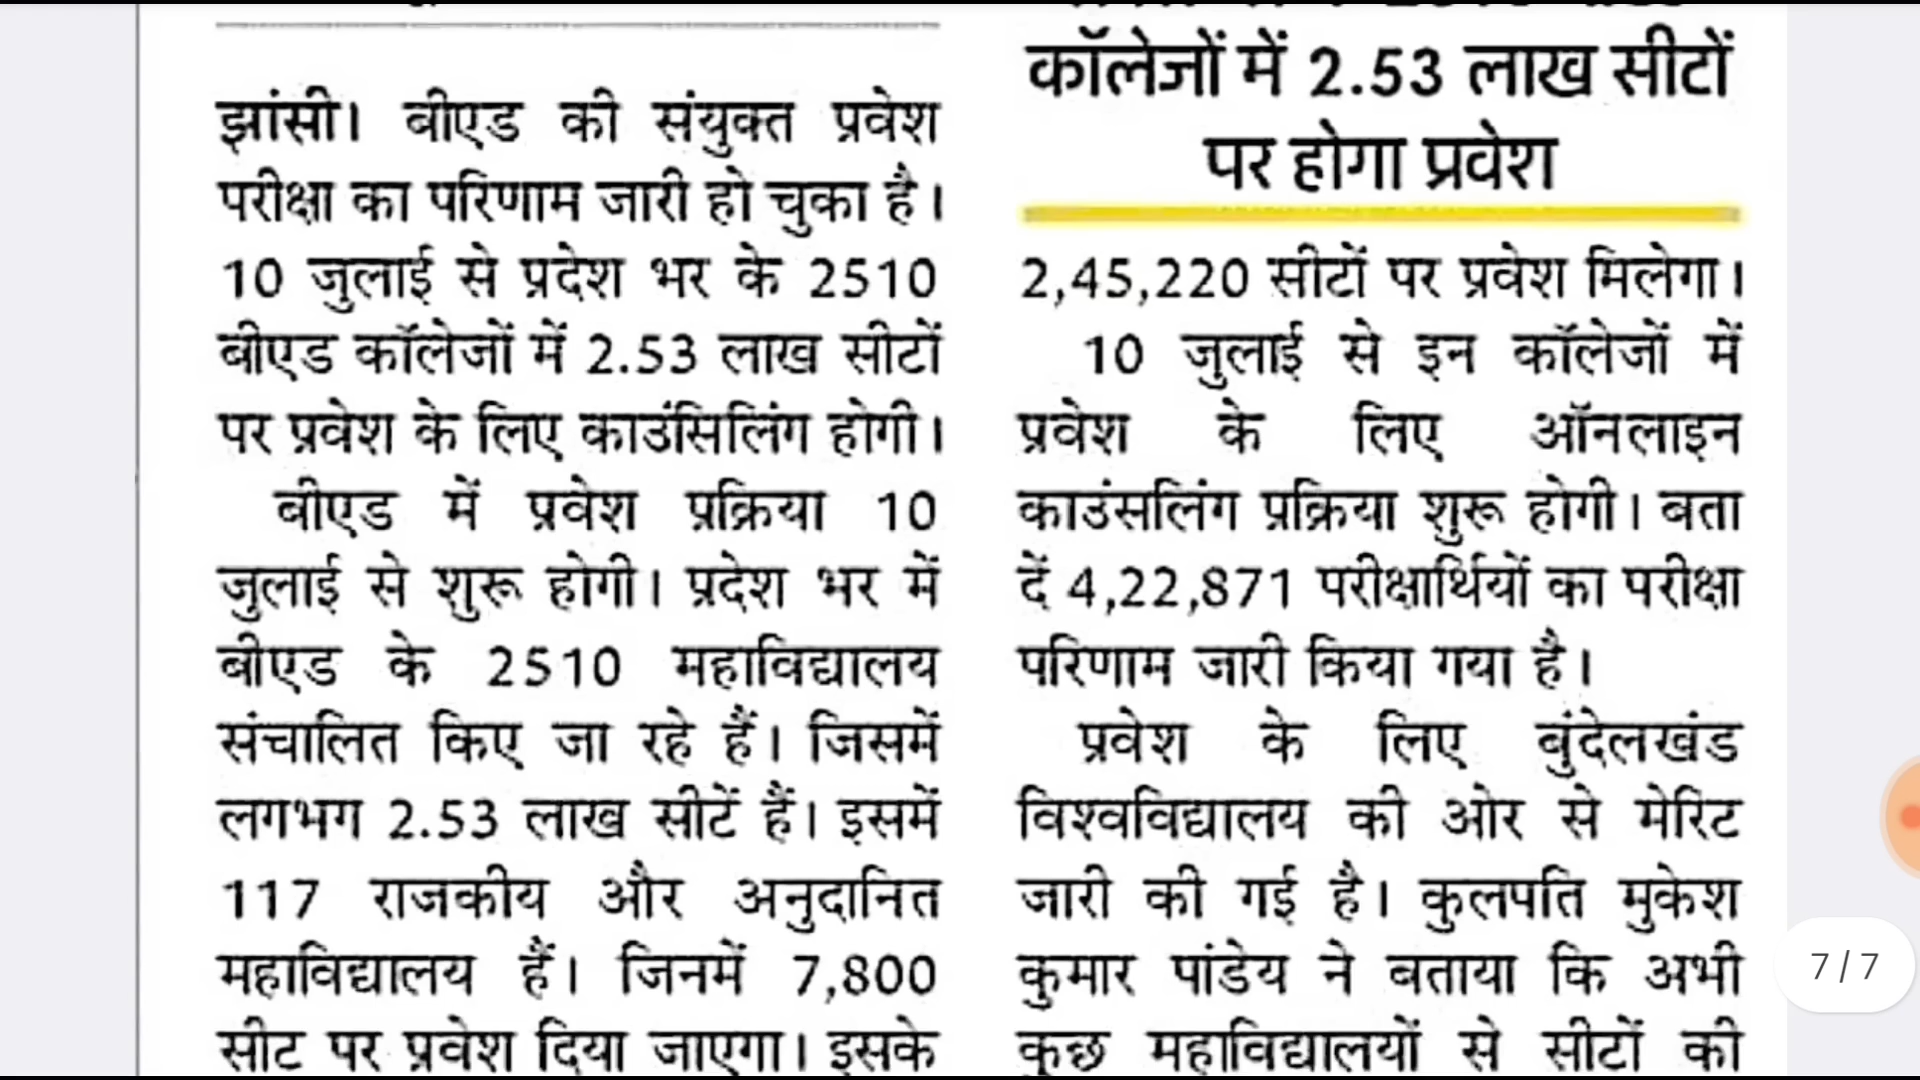 झांसी। बीएड की संयुक्त प्रवेश
परीक्षा का परिणाम जारी हो चुका है।
10 जुलाई से प्रदेश भर के 2510
बीएड कॉलेजों में 2.53 लाख सीटों
पर प्रवेश के लिए काउंसिलिंग होगी।
बीएड में प्रवेश प्रक्रिया 10
जुलाई से शुरू होगी। प्रदेश भर में
बीएड के 2510 महाविद्यालय
संचालित किए जा रहे हैं। जिसमें
लगभग 2.53 लाख सीटें हैं। इसमें
117 राजकीय और अनुदानित
महाविद्यालय हैं। जिनमें 7,800
सीट पर प्रवेश दिया जाएगा। इसके
कॉलेजों में 2.53 लाख सीटों
पर होगा प्रवेश
2,45,220 सीटों पर प्रवेश मिलेगा।
10 जुलाई से इन कॉलेजों में
प्रवेश के लिए ऑनलाइन
काउंसलिंग प्रक्रिया शुरू होगी। बता
दें 4,22,871 परीक्षार्थियों का परीक्षा
परिणाम जारी किया गया है।
प्रवेश के लिए बुंदेलखंड
विश्वविद्यालय की ओर से मेरिट
जारी की गई है। कुलपति मुकेश
कुमार पांडेय ने बताया कि अभी
कुछ महाविद्यालयों से सीटों की
7/7